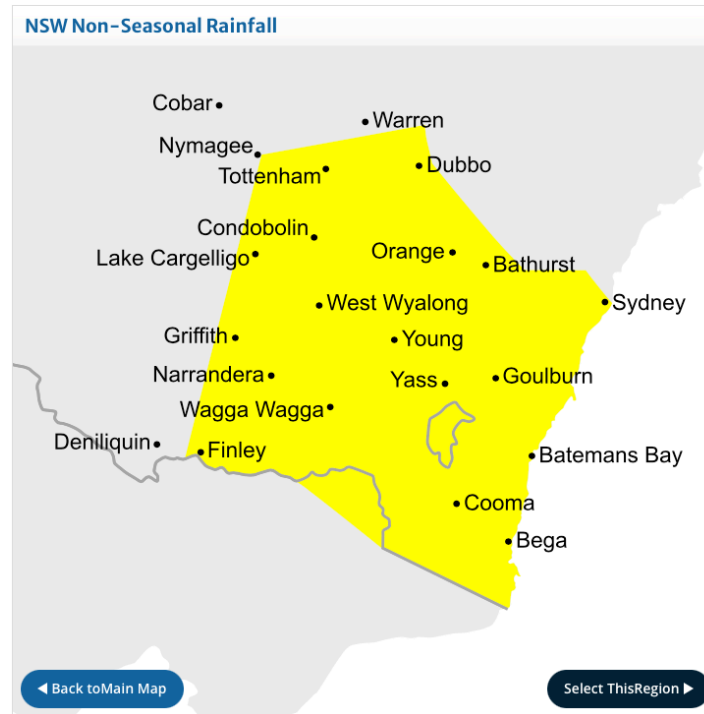 NSW Non-Seasonal Rainfall
Cobar
Warren
Nymagee
Tottenham
Dubbo
Condobolin
Lake Cargelligo
Orange
Bathurst
West Wyalong
Sydney
Griffith
Young
Narrandera
Yass
Goulburn
Wagga Wagga
Deniliquin
Finley
Batemans Bay
Cooma
Bega
◀ Back toMain Map
Select ThisRegion ▶